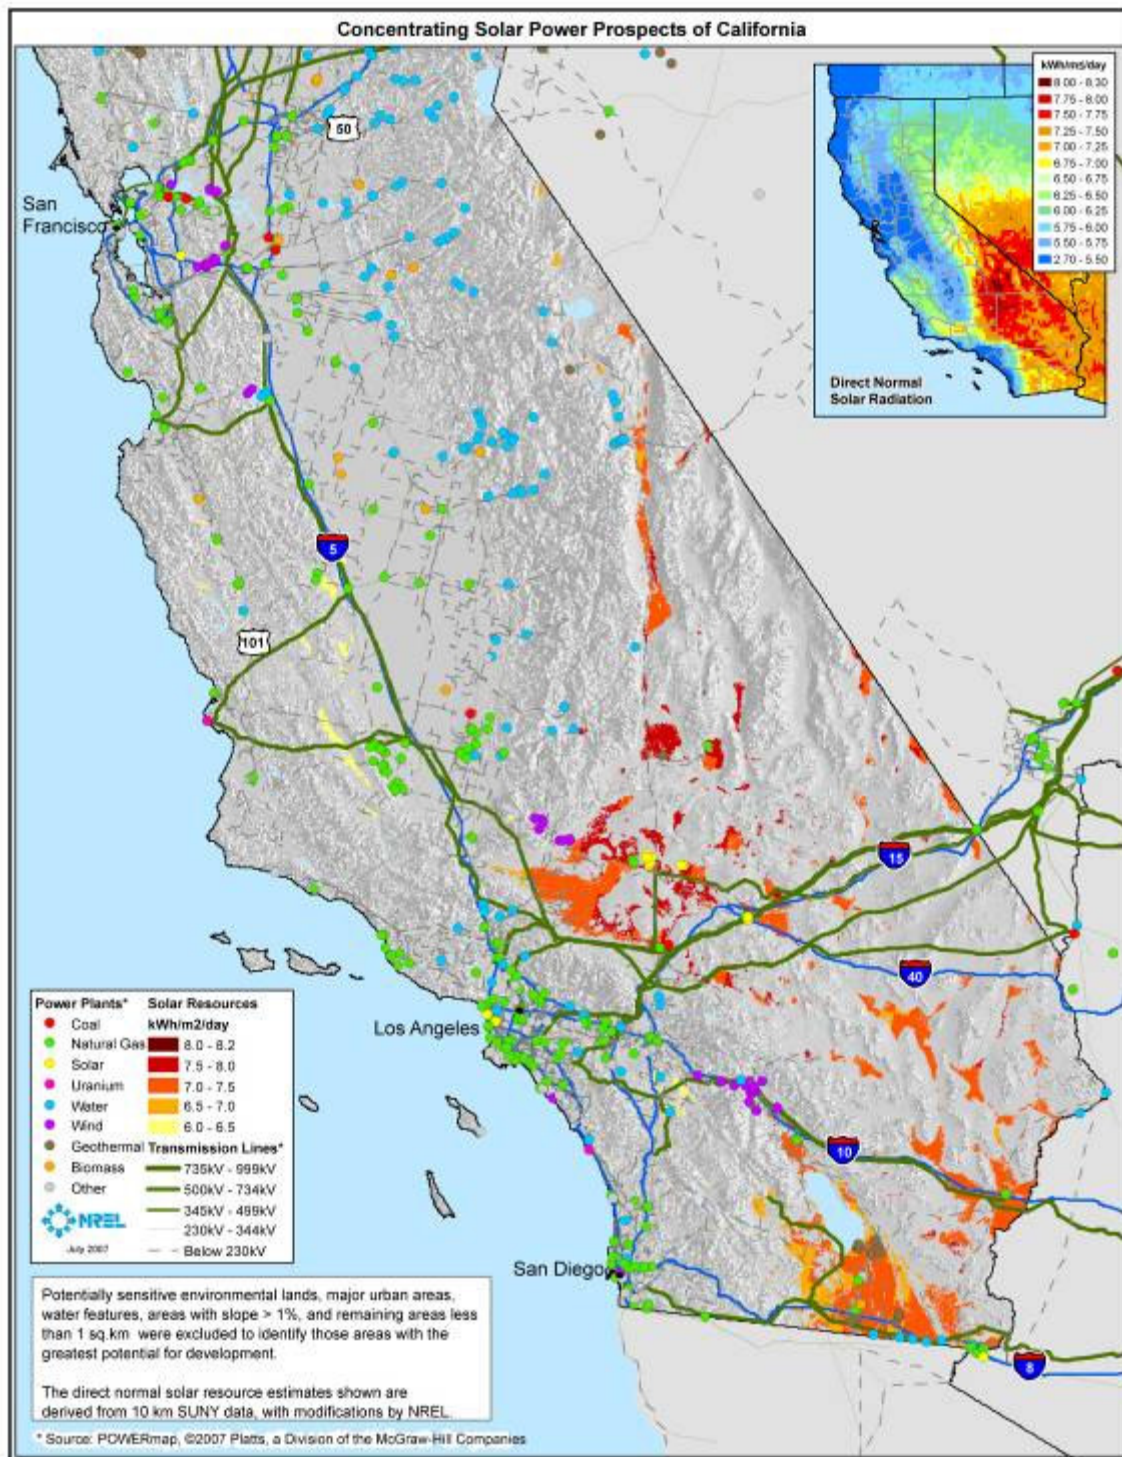 Concentrating Solar Power Prospects of California
kWh/m±/day
8.00 - 8.30
7.75 - 8.00
7.50 - 7.75
7.25 - 7.50
7.00 - 7.25
6.75 - 7.00
6.50 - 6.75
6.25 - 6.50
6.00 - 6.25
5.75 - 6.00
5.50 - 5.75
2.70 - 5.50
Direct Normal
Solar Radiation
50
San
Francisco
5
101
15
40
Los Angeles
10
San Diego
8
Power Plants* Solar Resources
kWh/m2/day
Coal 8.0 - 8.2
Natural Gas 7.5 - 8.0
Solar 7.0 - 7.5
Uranium 6.5 - 7.0
Water 6.0 - 6.5
Wind
Geothermal Transmission Lines*
Biomass 735kV - 999kV
Other 500kV - 734kV
345kV - 499kV
230kV - 344kV
Below 230kV
NREL
July 2007
Potentially sensitive environmental lands, major urban areas,
water features, areas with slope > 1%, and remaining areas less
than 1 sq.km were excluded to identify those areas with the
greatest potential for development.
The direct normal solar resource estimates shown are
derived from 10 km SUNY data, with modifications by NREL.
* Source: POWERmap, ©2007 Platts, a Division of the McGraw-Hill Companies